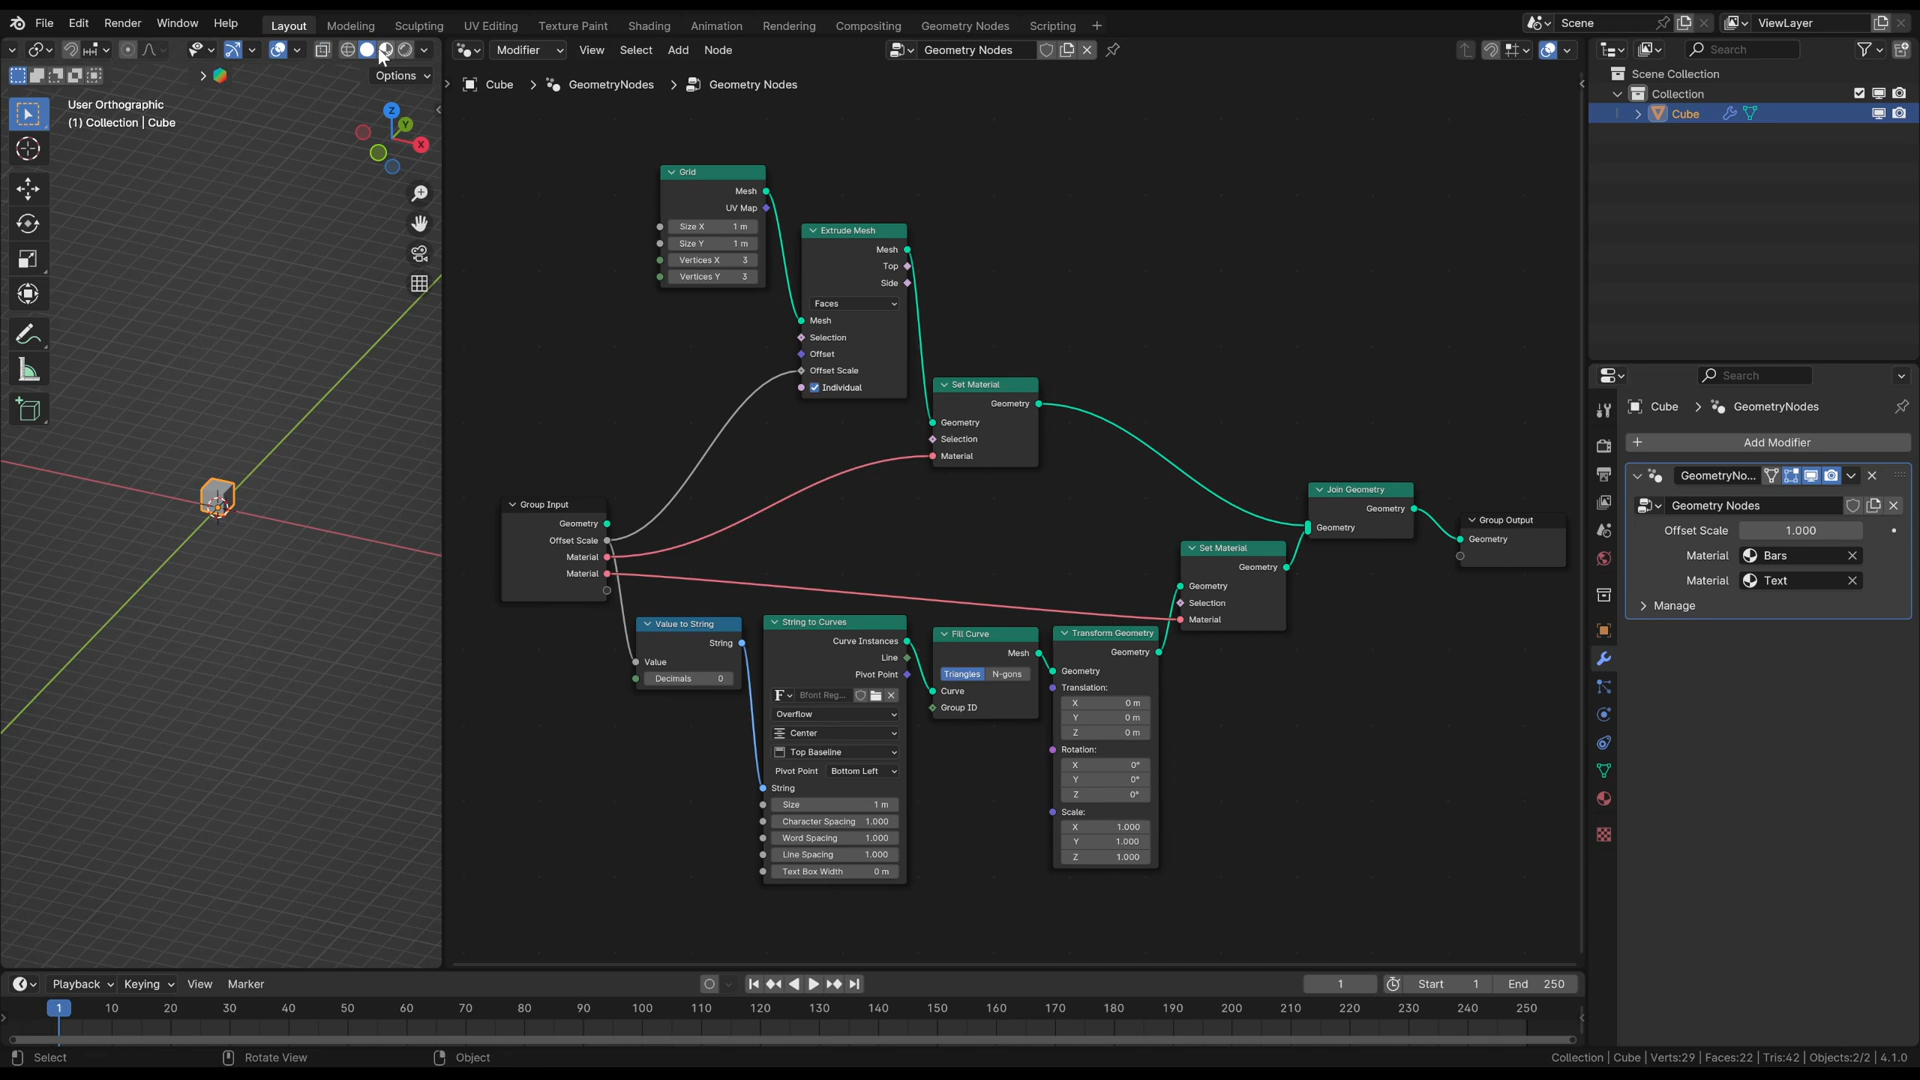 File Edit Render Window Help Layout Modeling Sculpting UV Editing Texture Paint Shading Animation Rendering Compositing Geometry Nodes Scripting + Scene ViewLayer
Modifier View Select Add Node Geometry Nodes Search
Options
User Orthographic
(1) Collection | Cube
Z
Y
X
Cube > GeometryNodes > Geometry Nodes
Grid
Mesh
UV Map
Size X 1 m
Size Y 1 m
Vertices X 3
Vertices Y 3
Extrude Mesh
Mesh
Top
Side
Faces
Mesh
Selection
Offset
Offset Scale
Individual
Set Material
Geometry
Geometry
Selection
Material
Group Input
Geometry
Offset Scale
Material
Material
Join Geometry
Geometry
Geometry
Group Output
Geometry
Set Material
Geometry
Geometry
Selection
Material
Value to String
String
Value
Decimals 0
String to Curves
Curve Instances
Line
Pivot Point
F Bfont Reg...
Overflow
Center
Top Baseline
Pivot Point Bottom Left
String
Size 1 m
Character Spacing 1.000
Word Spacing 1.000
Line Spacing 1.000
Text Box Width 0 m
Fill Curve
Mesh
Triangles N-gons
Curve
Group ID
Transform Geometry
Geometry
Geometry
Translation:
X 0 m
Y 0 m
Z 0 m
Rotation:
X 0°
Y 0°
Z 0°
Scale:
X 1.000
Y 1.000
Z 1.000
Scene Collection
Collection
Cube
Search
Cube > GeometryNodes
+ Add Modifier
GeometryNo...
Geometry Nodes
Offset Scale 1.000
Material Bars
Material Text
Manage
Playback Keying View Marker 1 Start 1 End 250
1 10 20 30 40 50 60 70 80 90 100 110 120 130 140 150 160 170 180 190 200 210 220 230 240 250
Select Rotate View Object Collection | Cube | Verts:29 | Faces:22 | Tris:42 | Objects:2/2 | 4.1.0